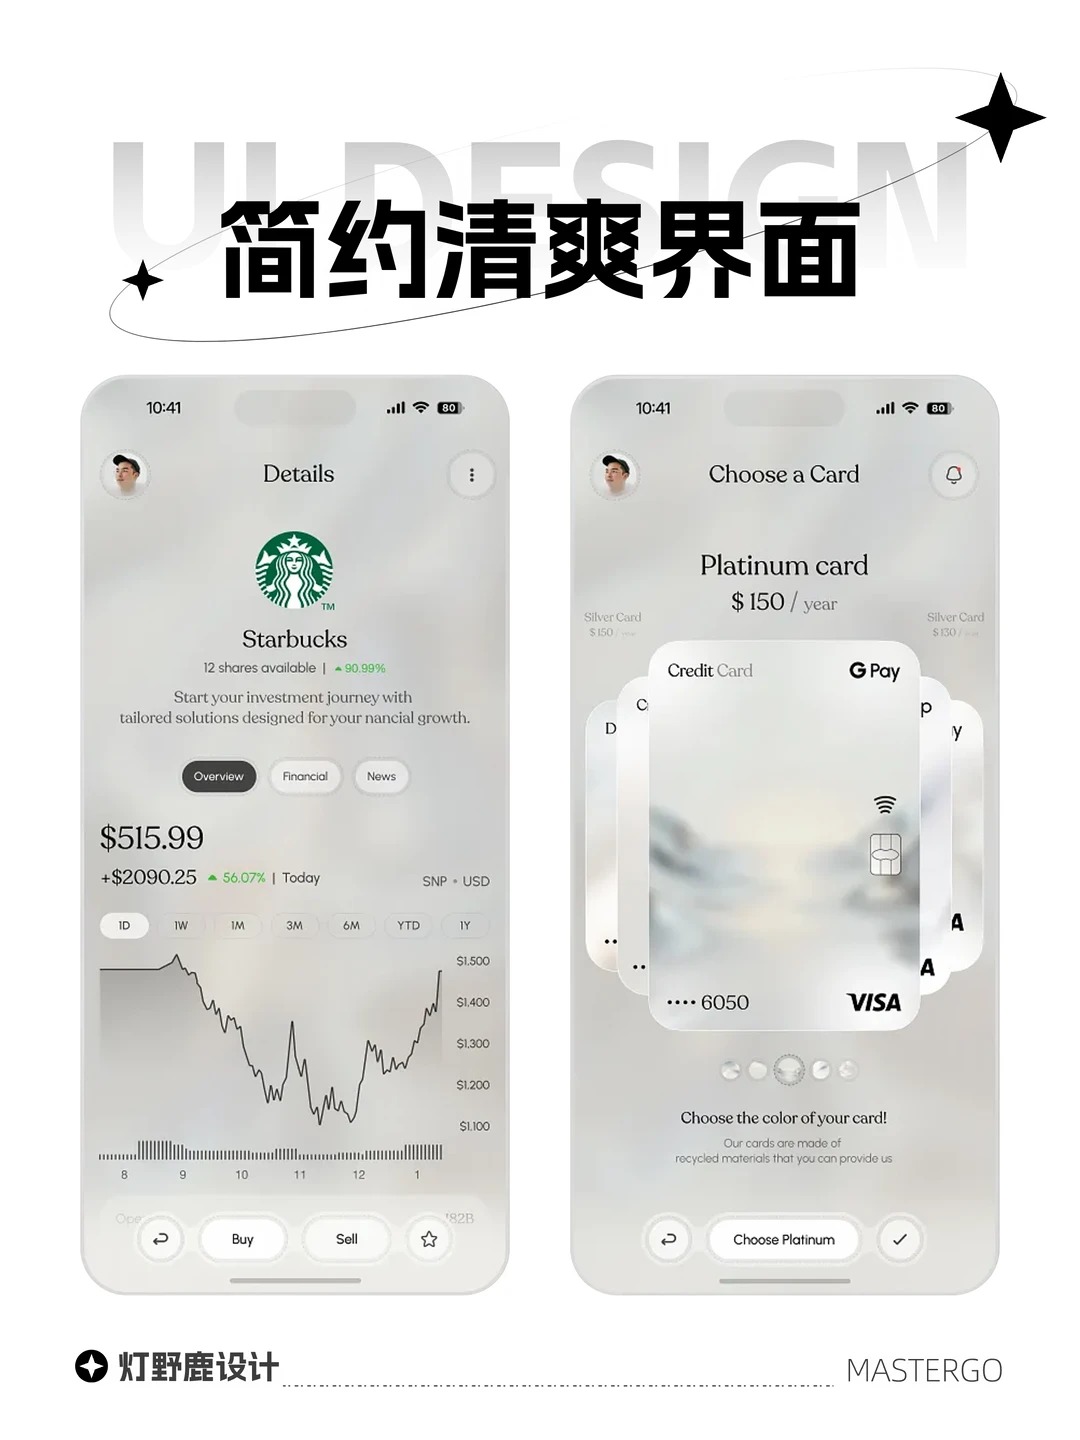 UI DESIGN
简约清爽界面
10:41
80
Details
TM
Starbucks
12 shares available | 90.99%
Start your investment journey with
tailored solutions designed for your nancial growth.
Overview Financial News
$515.99
+$2090.25 56.07% | Today
SNP • USD
1D 1W 1M 3M 6M YTD 1Y
$1.500
$1,400
$1,300
$1.200
$1.100
8 9 10 11 12 1
Buy Sell
10:41
80
Choose a Card
Platinum card
$ 150 / year
Silver Card
$ 150 / year
Silver Card
$ 130 /
Credit Card
G Pay
D
C
p
y
A
A
•••• 6050
VISA
Choose the color of your card!
Our cards are made of
recycled materials that you can provide us
Choose Platinum
灯野鹿设计
MASTERGO